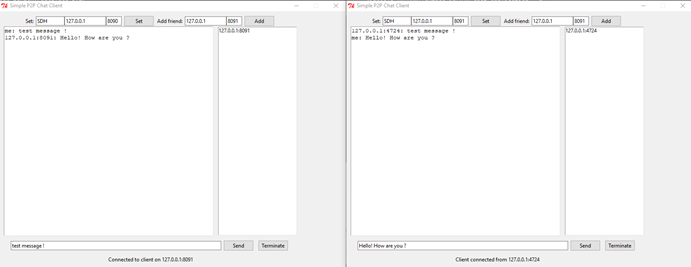 Simple P2P Chat Client
Set: SDH 127.0.0.1 8090 Set Add friend: 127.0.0.1 8091 Add
me: test message !
127.0.0.1:8091: Hello! How are you ?
127.0.0.1:8091
test message ! Send Terminate
Connected to client on 127.0.0.1:8091
Simple P2P Chat Client
Set: SDH 127.0.0.1 8091 Set Add friend: 127.0.0.1 8091 Add
127.0.0.1:4724: test message !
me: Hello! How are you ?
127.0.0.1:4724
Hello! How are you ? Send Terminate
Client connected from 127.0.0.1:4724